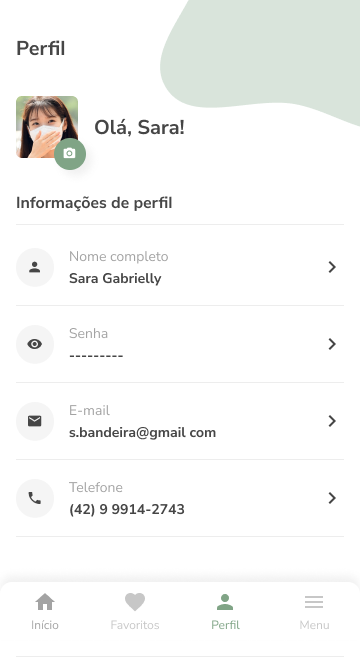 Perfil
Olá, Sara!
Informações de perfil
Nome completo
Sara Gabrielly
Senha
---------
E-mail
s.bandeira@gmail com
Telefone
(42) 9 9914-2743
Início
Favoritos
Perfil
Menu